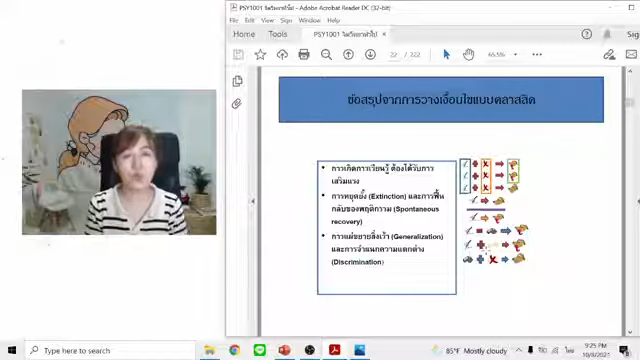 PSY1001 จิตวิทยาทั่วไป - Adobe Acrobat Reader DC (32-bit)
File Edit View Sign Window Help
Home Tools PSY1001 จิตวิทยาทั่วไป × Sig
22 / 222 65.5%
ข้อสรุปจากการวางเงื่อนไขแบบคลาสสิค
• การเกิดการเรียนรู้ ต้องได้รับการ
เสริมแรง
• การหยุดยั้ง (Extinction) และการฟื้น
กลับของพฤติกรรม (Spontaneous
recovery)
• การแผ่ขยายสิ่งเร้า (Generalization)
และการจำแนกความแตกต่าง
(Discrimination)
Type here to search
85°F Mostly cloudy
9:25 PM
10/8/2021